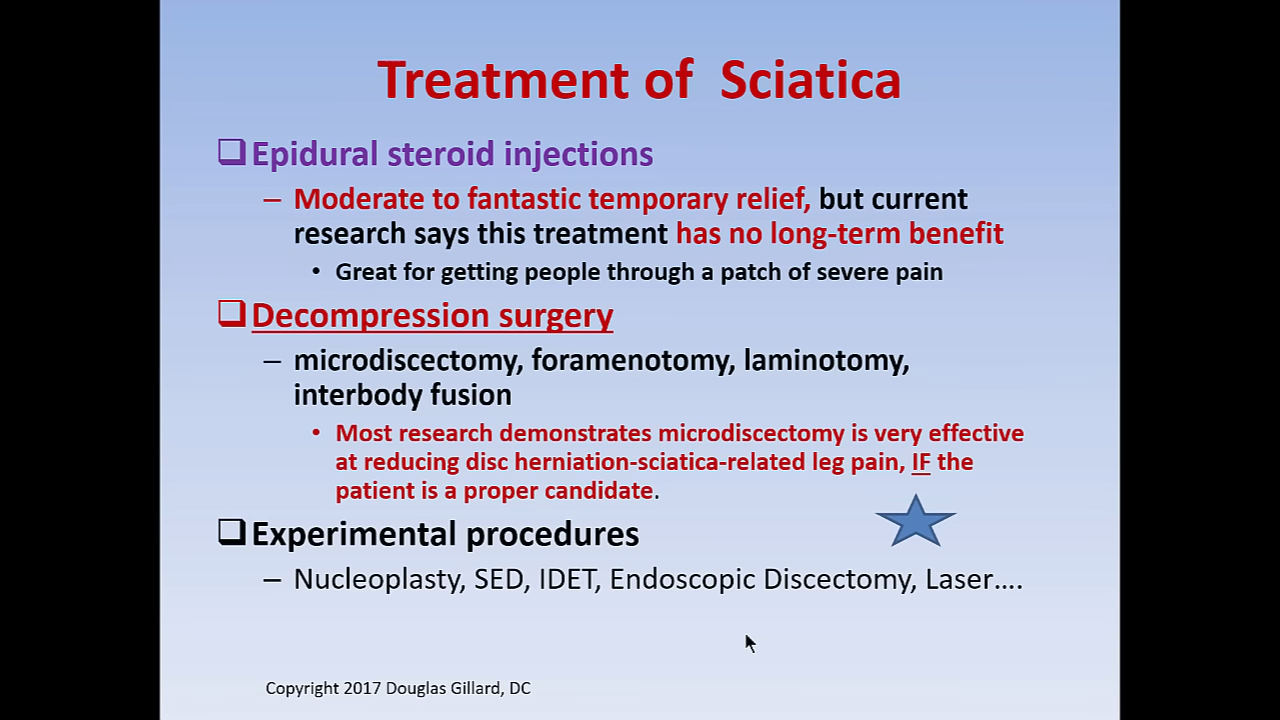 Treatment of Sciatica
Epidural steroid injections
– Moderate to fantastic temporary relief, but current
research says this treatment has no long-term benefit
• Great for getting people through a patch of severe pain
Decompression surgery
– microdiscectomy, foramenotomy, laminotomy,
interbody fusion
• Most research demonstrates microdiscectomy is very effective
at reducing disc herniation-sciatica-related leg pain, IF the
patient is a proper candidate.
Experimental procedures
– Nucleoplasty, SED, IDET, Endoscopic Discectomy, Laser....
Copyright 2017 Douglas Gillard, DC